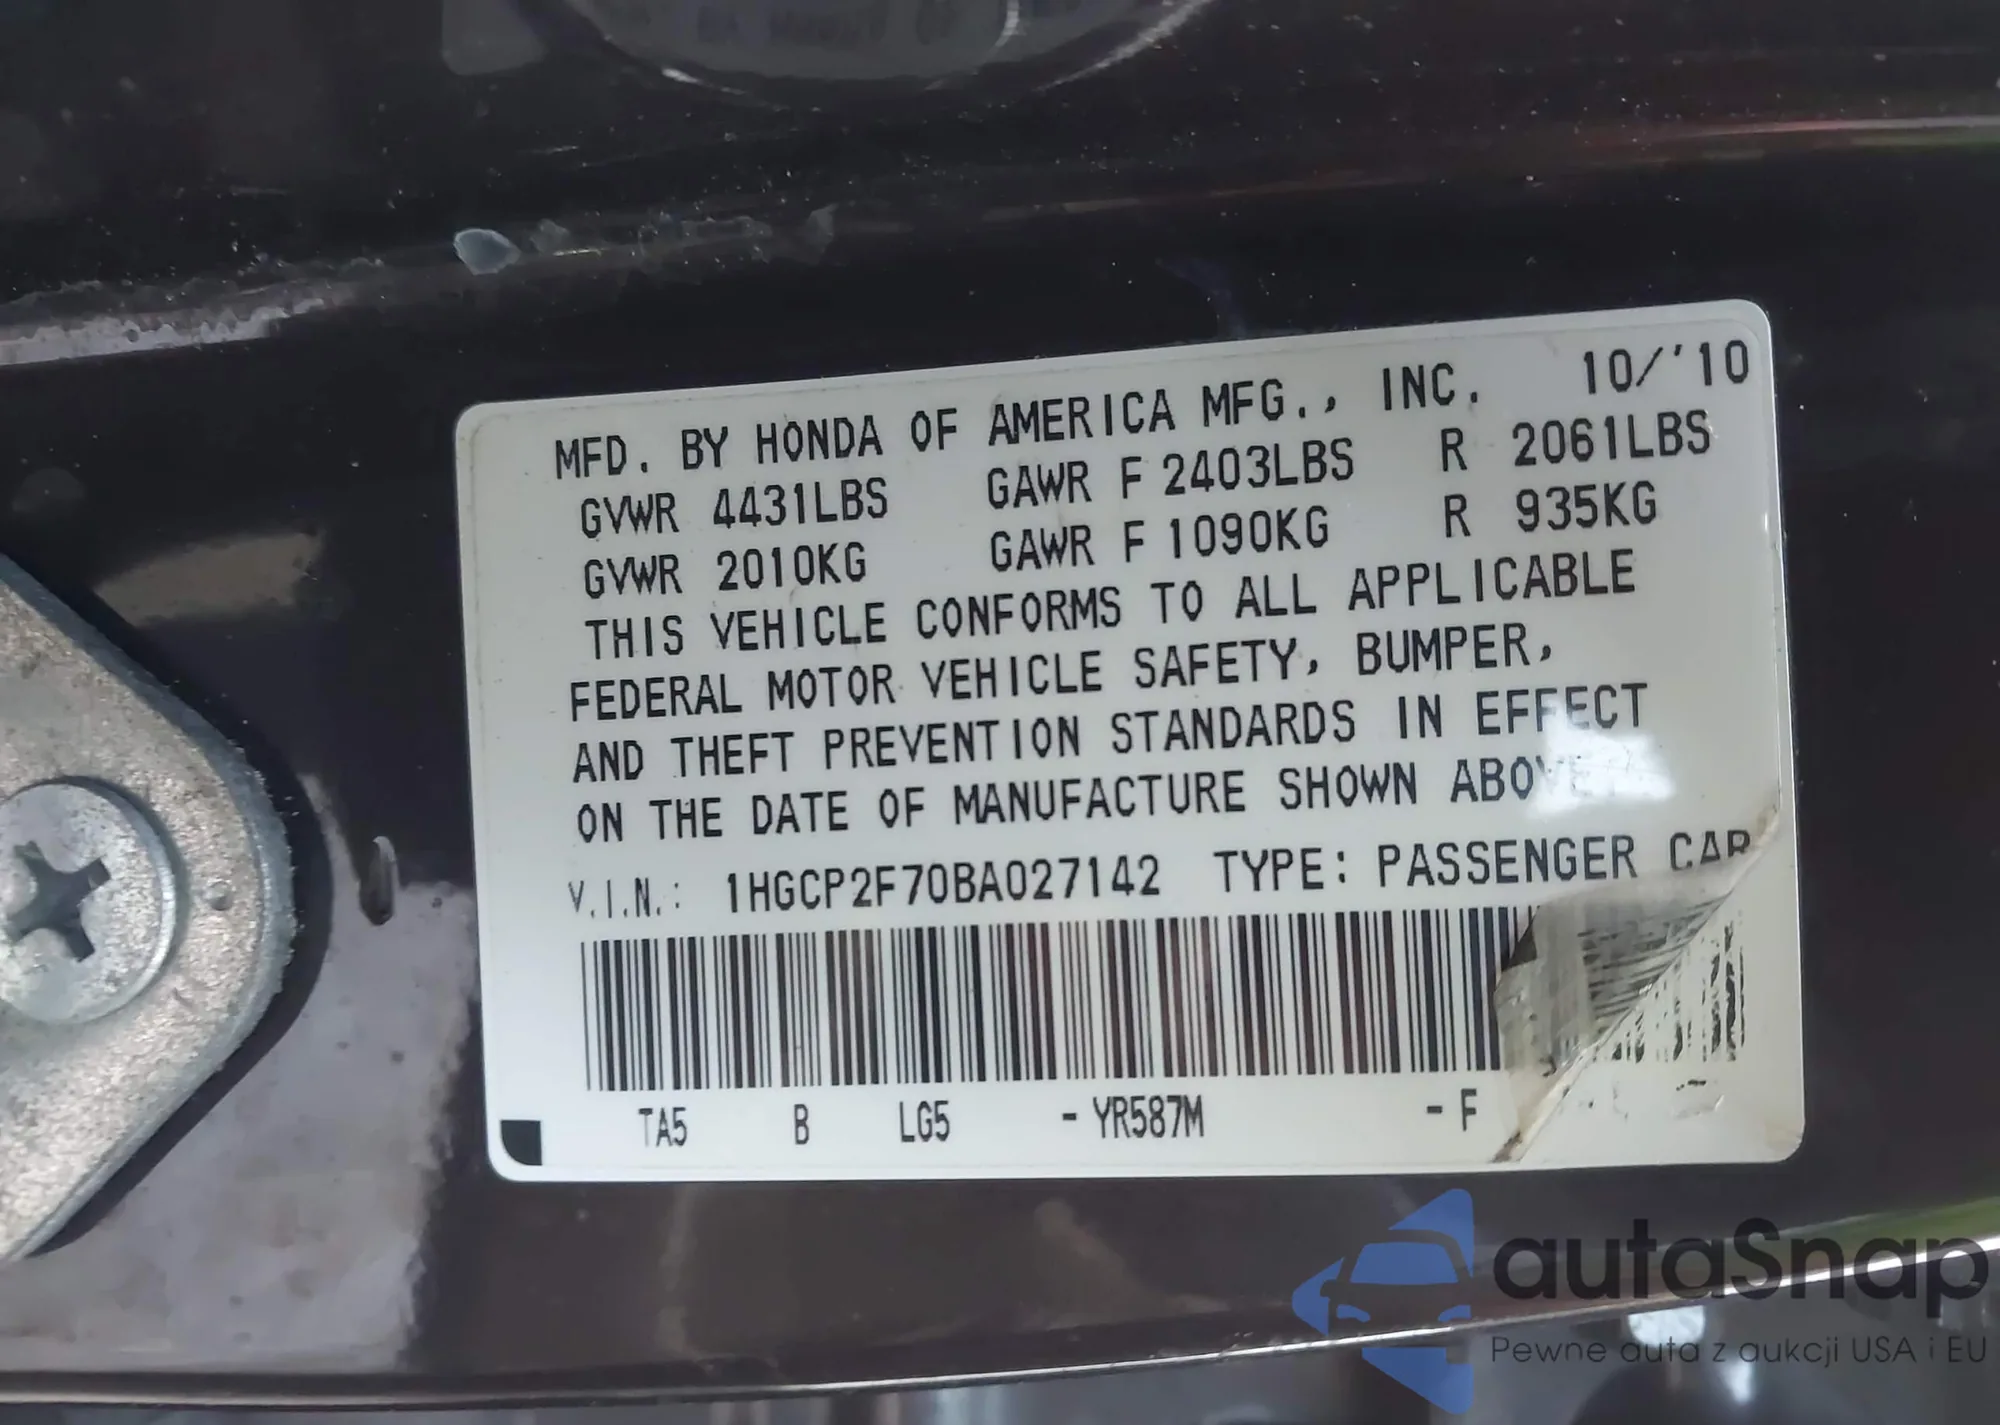 MFD. BY HONDA OF AMERICA MFG., INC. 10/'10
GVWR 4431LBS GAWR F 2403LBS R 2061LBS
GVWR 2010KG GAWR F 1090KG R 935KG
THIS VEHICLE CONFORMS TO ALL APPLICABLE
FEDERAL MOTOR VEHICLE SAFETY, BUMPER,
AND THEFT PREVENTION STANDARDS IN EFFECT
ON THE DATE OF MANUFACTURE SHOWN ABOVE.
V.I.N.: 1HGCP2F70BA027142 TYPE: PASSENGER CAR
TA5 B LG5 - YR587M - F
autaSnap
Pewne auta z aukcji USA i EU